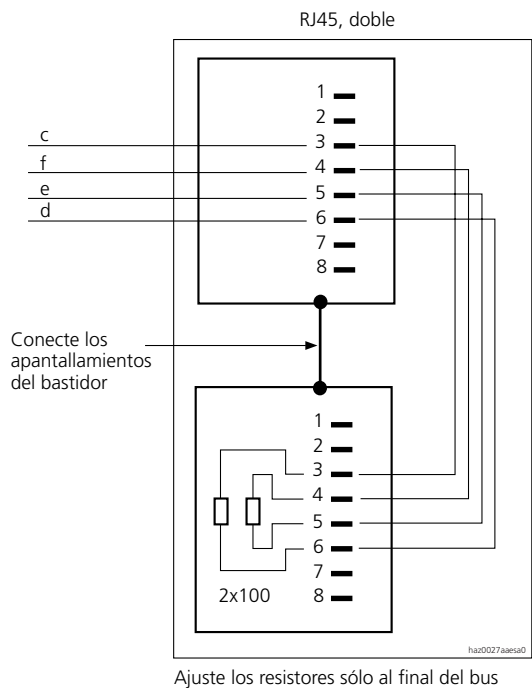 RJ45, doble
1
2
c 3
f 4
e 5
d 6
7
8
Conecte los
apantallamientos
del bastidor
1
2
3
4
5
6
7
2x100 8
haz0027aaesa0
Ajuste los resistores sólo al final del bus